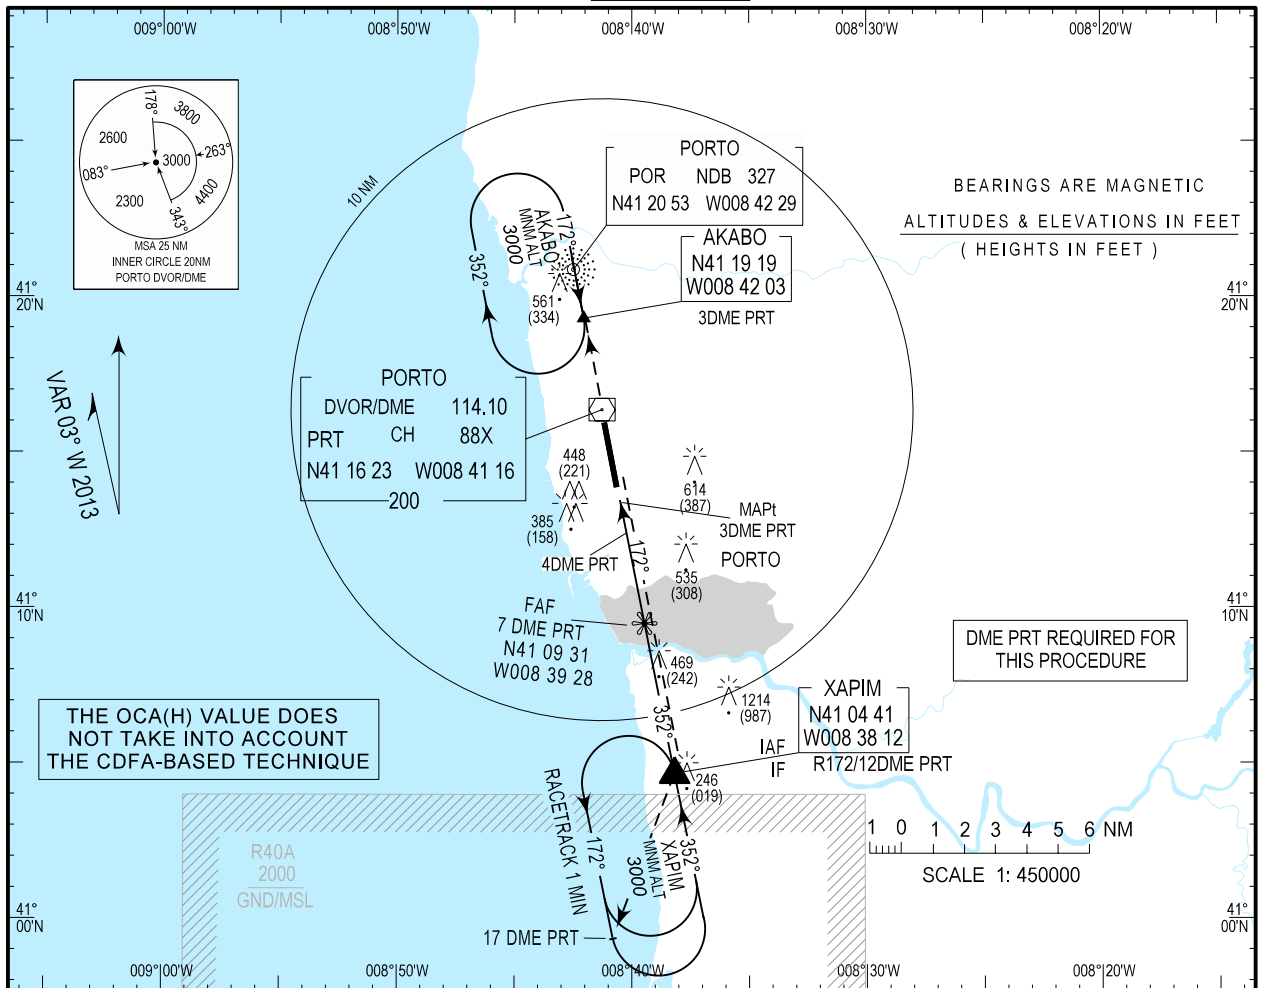 009°00'W
008°50'W
008°40'W
008°30'W
008°20'W
178°
3800
2600
263°
3000
083°
2300
4400
343°
MSA 25 NM
INNER CIRCLE 20NM
PORTO DVOR/DME
10 NM
PORTO
POR NDB 327
N41 20 53 W008 42 29
BEARINGS ARE MAGNETIC
ALTITUDES & ELEVATIONS IN FEET
( HEIGHTS IN FEET )
AKABO
N41 19 19
W008 42 03
3DME PRT
172°
AKABO
MNM ALT
3000
352°
561
(334)
41°
20'N
41°
20'N
VAR 03° W 2013
PORTO
DVOR/DME 114.10
PRT CH 88X
N41 16 23 W008 41 16
200
448
(221)
385
(158)
614
(387)
MAPt
3DME PRT
4DME PRT
172°
PORTO
535
(308)
41°
10'N
41°
10'N
FAF
7 DME PRT
N41 09 31
W008 39 28
469
(242)
DME PRT REQUIRED FOR
THIS PROCEDURE
1214
(987)
XAPIM
N41 04 41
W008 38 12
IAF
IF
R172/12DME PRT
352°
246
(019)
THE OCA(H) VALUE DOES
NOT TAKE INTO ACCOUNT
THE CDFA-BASED TECHNIQUE
RACETRACK 1 MIN
172°
XAPIM
MNM ALT
3000
352°
R40A
2000
GND/MSL
17 DME PRT
1 0 1 2 3 4 5 6 NM
SCALE 1: 450000
41°
00'N
41°
00'N
009°00'W
008°50'W
008°40'W
008°30'W
008°20'W